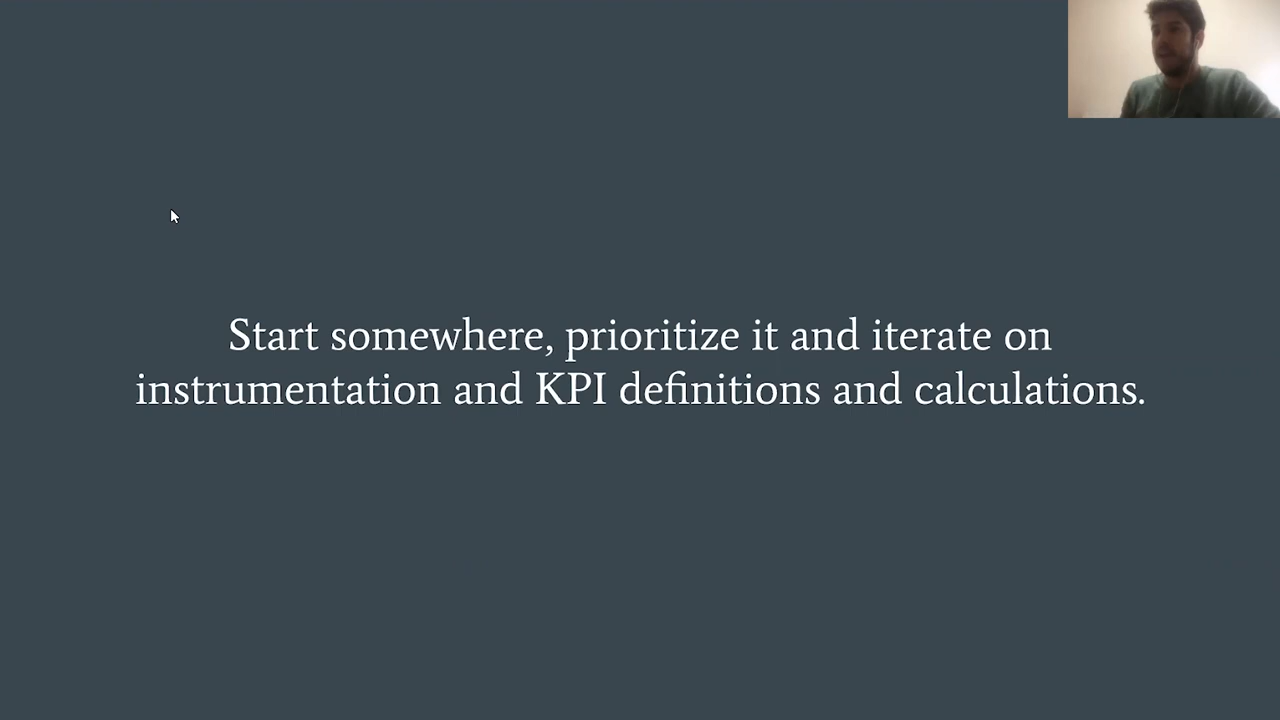 Start somewhere, prioritize it and iterate on
instrumentation and KPI definitions and calculations.